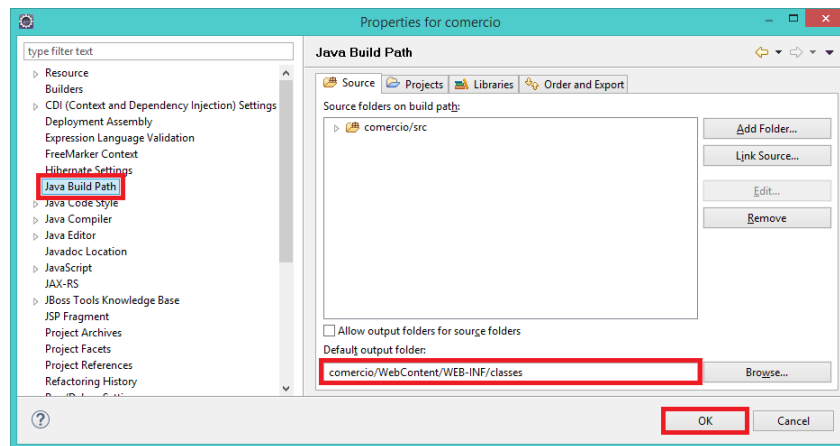 Properties for comercio
type filter text
Resource
Builders
CDI (Context and Dependency Injection) Settings
Deployment Assembly
Expression Language Validation
FreeMarker Context
Hibernate Settings
Java Build Path
Java Code Style
Java Compiler
Java Editor
Javadoc Location
JavaScript
JAX-RS
JBoss Tools Knowledge Base
JSP Fragment
Project Archives
Project Facets
Project References
Refactoring History
Java Build Path
Source Projects Libraries Order and Export
Source folders on build path:
comercio/src
Add Folder...
Link Source...
Edit...
Remove
Allow output folders for source folders
Default output folder:
comercio/WebContent/WEB-INF/classes
Browse...
?
OK Cancel